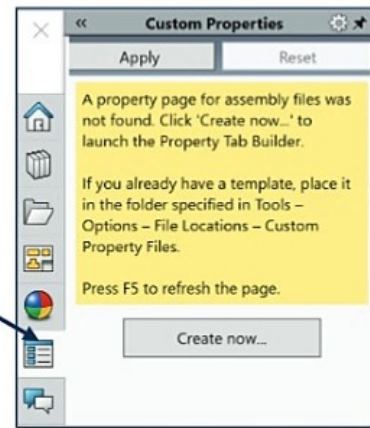 Custom Properties
Apply
Reset
A property page for assembly files was
not found. Click 'Create now...' to
launch the Property Tab Builder.
If you already have a template, place it
in the folder specified in Tools –
Options – File Locations – Custom
Property Files.
Press F5 to refresh the page.
Create now...